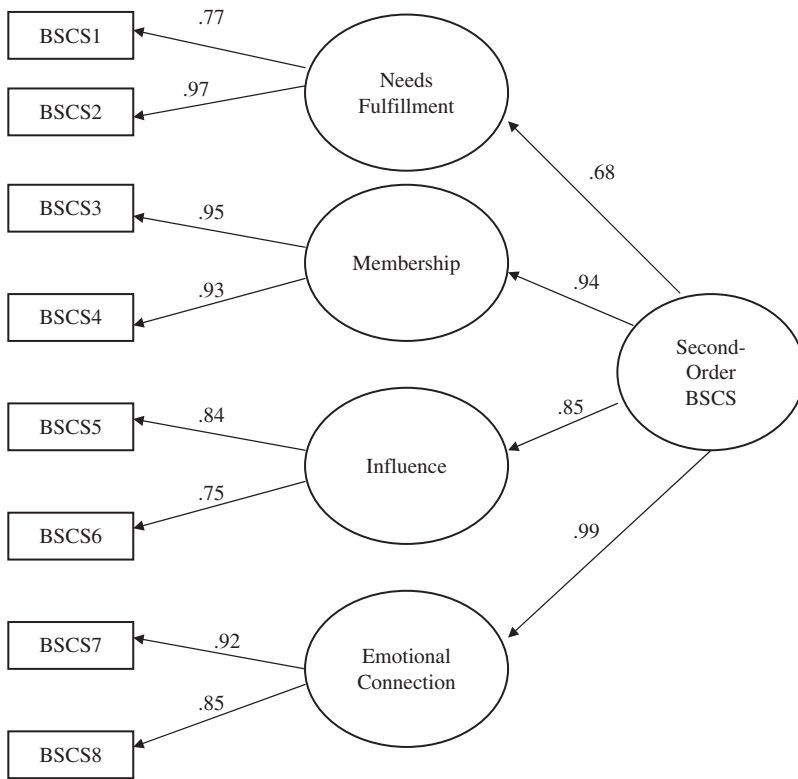 BSCS1
.77
Needs
Fulfillment
.97
BSCS2
.68
BSCS3
.95
Membership
.94
.93
BSCS4
Second-
Order
BSCS
BSCS5
.84
.85
Influence
.75
BSCS6
.99
BSCS7
.92
Emotional
Connection
.85
BSCS8